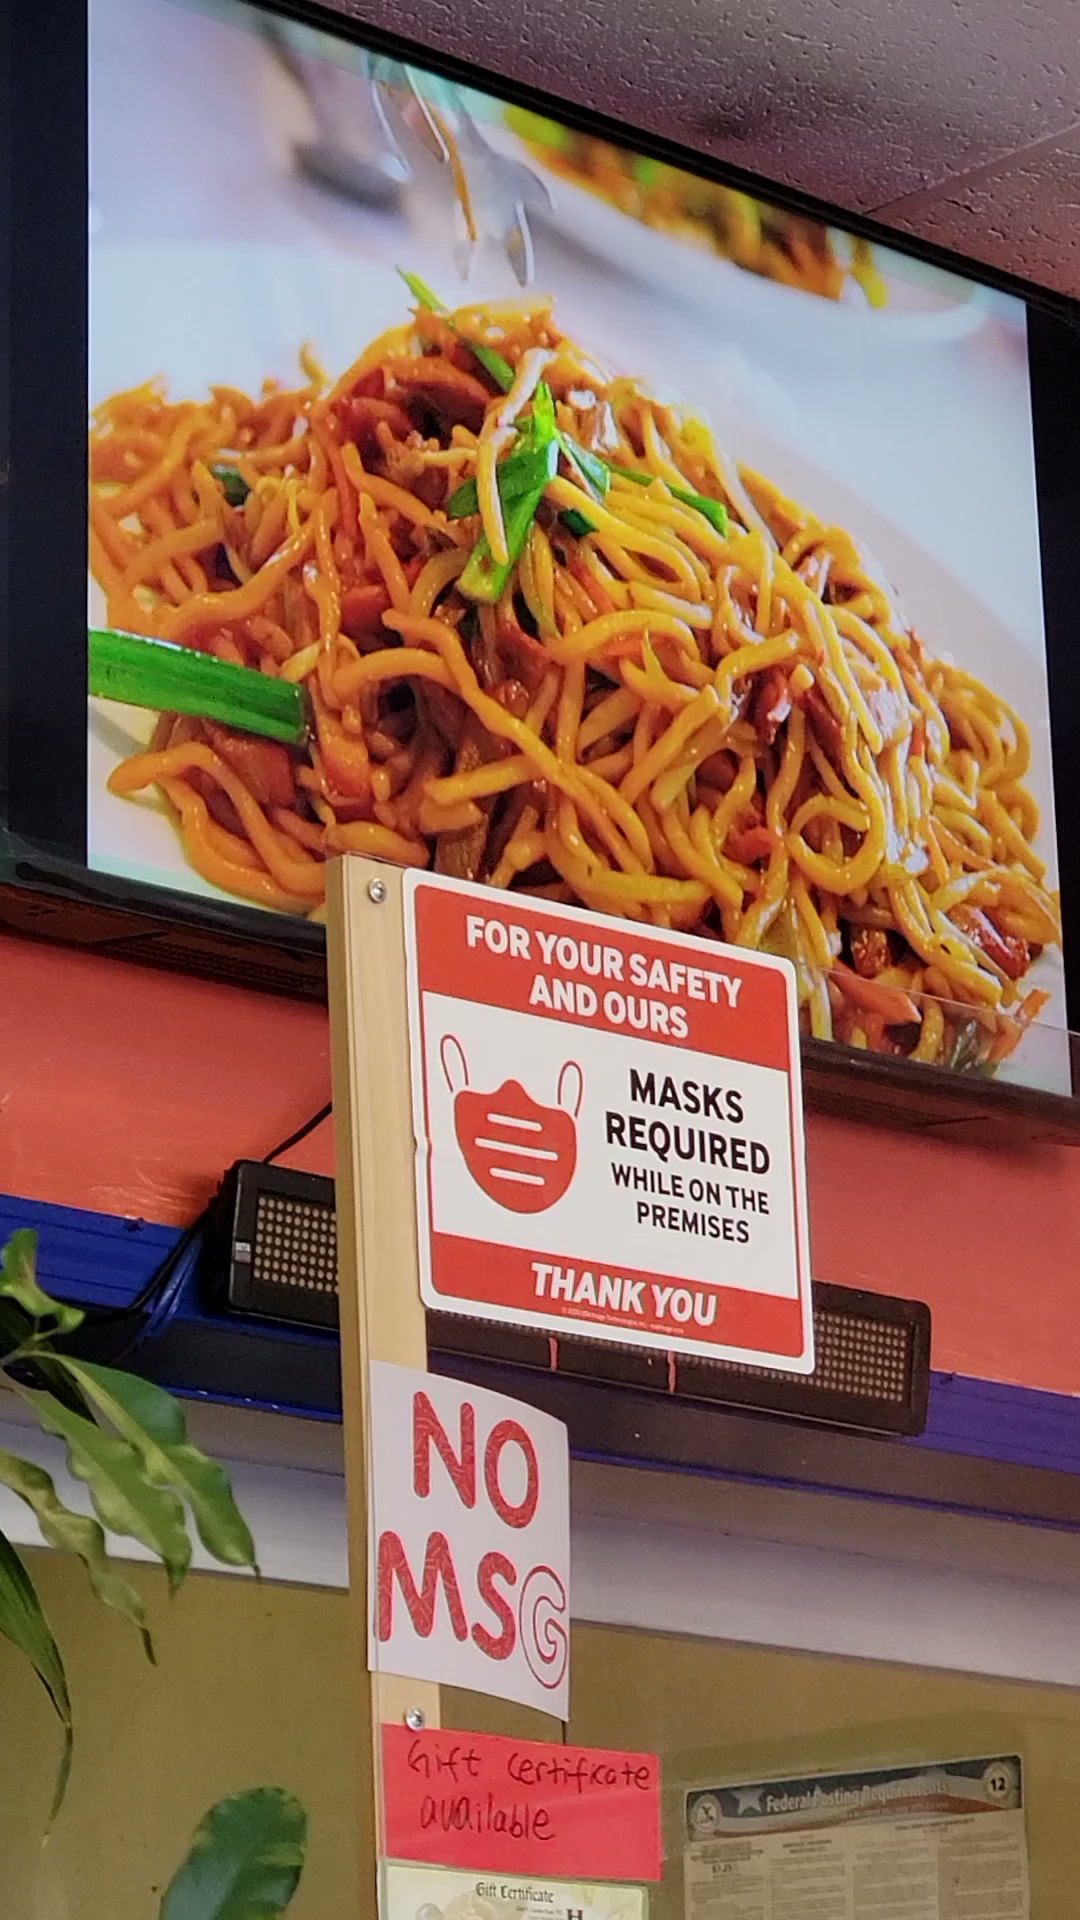 FOR YOUR SAFETY
AND OURS
MASKS
REQUIRED
WHILE ON THE
PREMISES
THANK YOU
NO
MSG
Gift certificate
available
Gift Certificate
H
Federal Posting Requirements
12